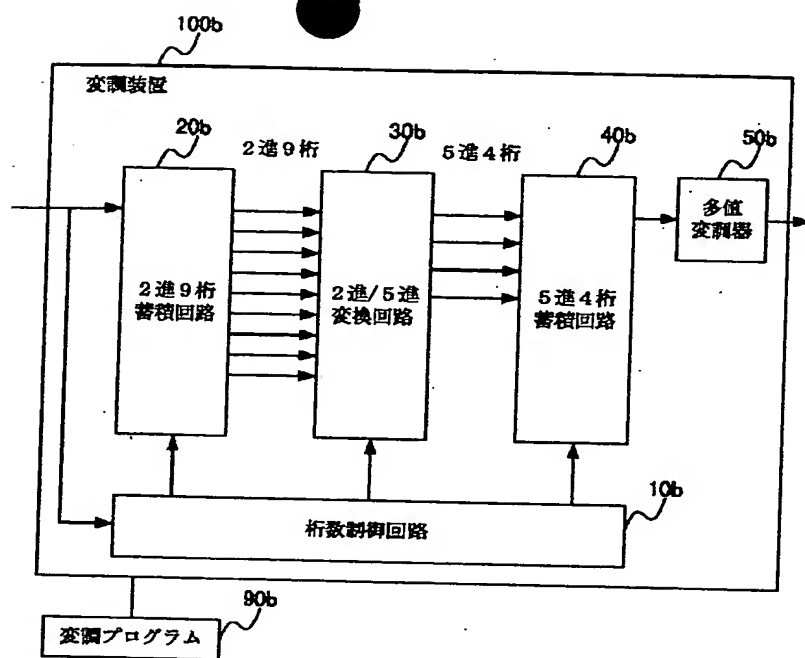 100b
変調装置
20b
2進9桁
30b
5進4桁
40b
50b
2進9桁
蓄積回路
2進/5進
変換回路
5進4桁
蓄積回路
多値
変調器
10b
桁数制御回路
90b
変調プログラム